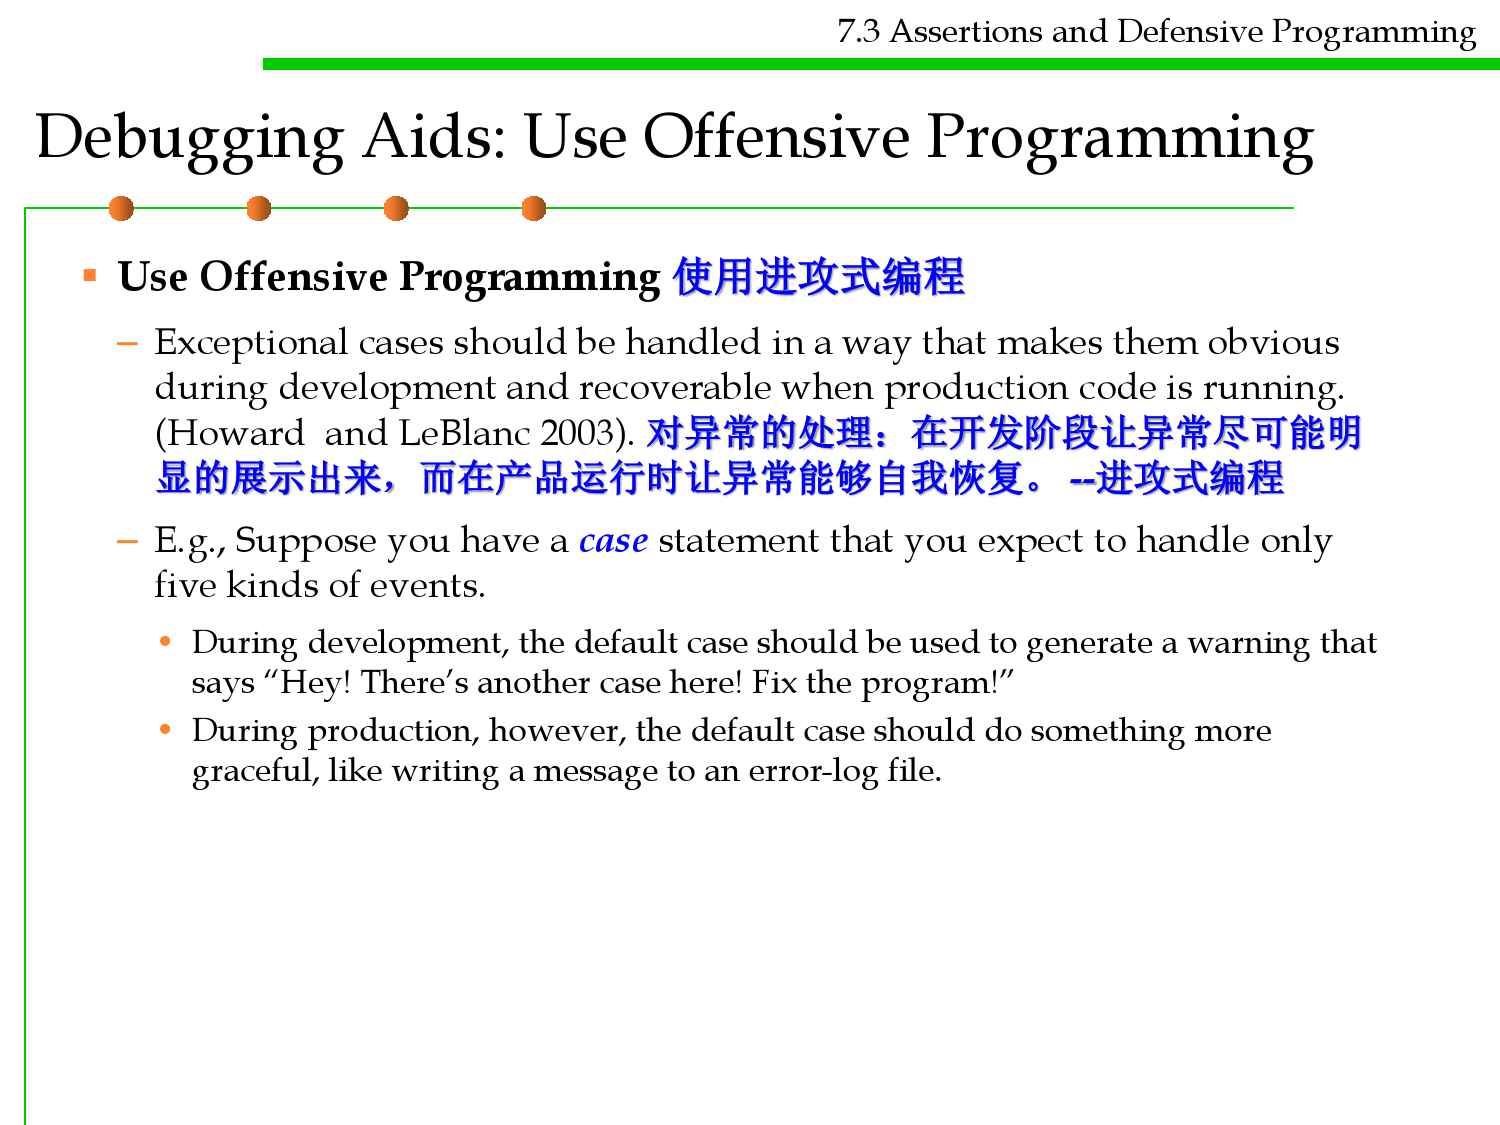 7.3 Assertions and Defensive Programming
Debugging Aids: Use Offensive Programming
▪ Use Offensive Programming 使用进攻式编程
– Exceptional cases should be handled in a way that makes them obvious
during development and recoverable when production code is running.
(Howard and LeBlanc 2003). 对异常的处理：在开发阶段让异常尽可能明
显的展示出来，而在产品运行时让异常能够自我恢复。 --进攻式编程
– E.g., Suppose you have a case statement that you expect to handle only
five kinds of events.
• During development, the default case should be used to generate a warning that
says “Hey! There’s another case here! Fix the program!”
• During production, however, the default case should do something more
graceful, like writing a message to an error-log file.